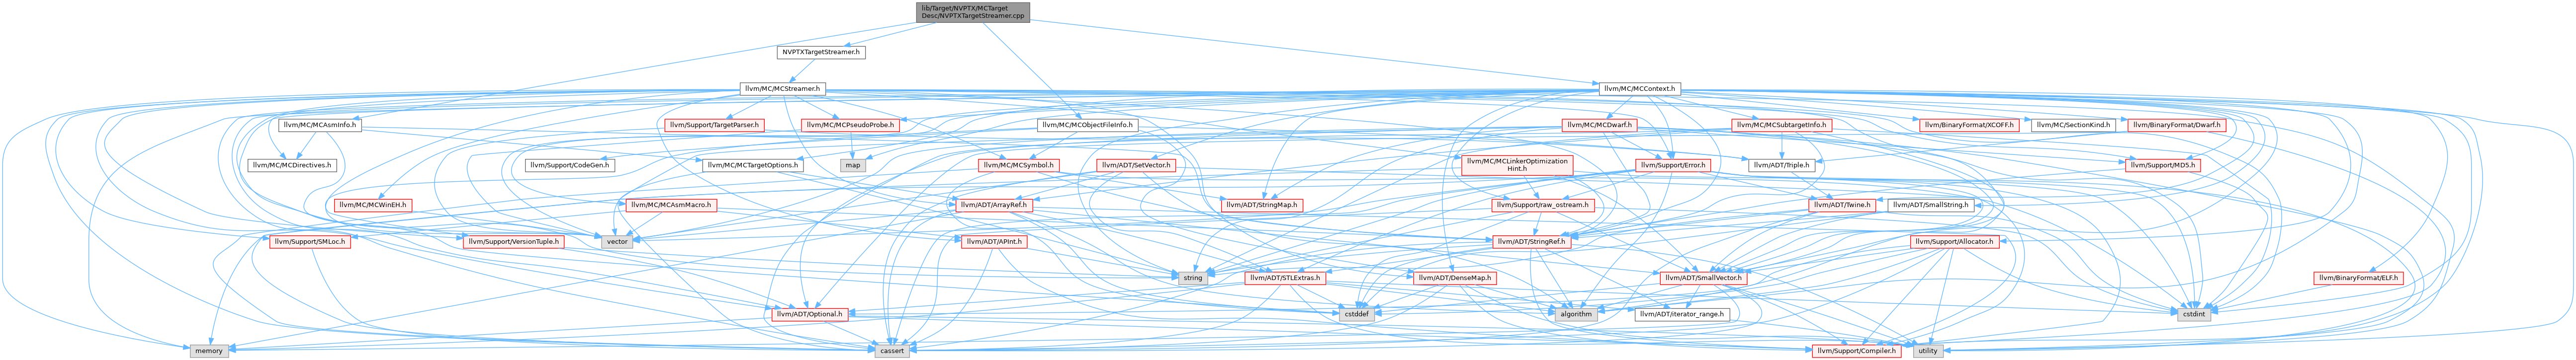 lib/Target/NVPTX/MCTarget
Desc/NVPTXTargetStreamer.cpp
NVPTXTargetStreamer.h
llvm/MC/MCStreamer.h
llvm/MC/MCContext.h
llvm/MC/MCAsmInfo.h
llvm/Support/TargetParser.h
llvm/MC/MCPseudoProbe.h
llvm/MC/MCObjectFileInfo.h
llvm/MC/MCDwarf.h
llvm/MC/MCSubtargetInfo.h
llvm/BinaryFormat/XCOFF.h
llvm/MC/SectionKind.h
llvm/BinaryFormat/Dwarf.h
llvm/MC/MCDirectives.h
llvm/Support/CodeGen.h
llvm/MC/MCTargetOptions.h
map
llvm/MC/MCSymbol.h
llvm/ADT/SetVector.h
llvm/MC/MCLinkerOptimization
Hint.h
llvm/Support/Error.h
llvm/ADT/Triple.h
llvm/Support/MD5.h
llvm/MC/MCWinEH.h
llvm/MC/MCAsmMacro.h
llvm/ADT/ArrayRef.h
llvm/ADT/StringMap.h
llvm/Support/raw_ostream.h
llvm/ADT/Twine.h
llvm/ADT/SmallString.h
llvm/Support/SMLoc.h
llvm/Support/VersionTuple.h
vector
llvm/ADT/APInt.h
llvm/ADT/StringRef.h
llvm/Support/Allocator.h
string
llvm/ADT/STLExtras.h
llvm/ADT/DenseMap.h
llvm/ADT/SmallVector.h
llvm/BinaryFormat/ELF.h
llvm/ADT/Optional.h
cstddef
algorithm
llvm/ADT/iterator_range.h
cstdint
memory
cassert
llvm/Support/Compiler.h
utility